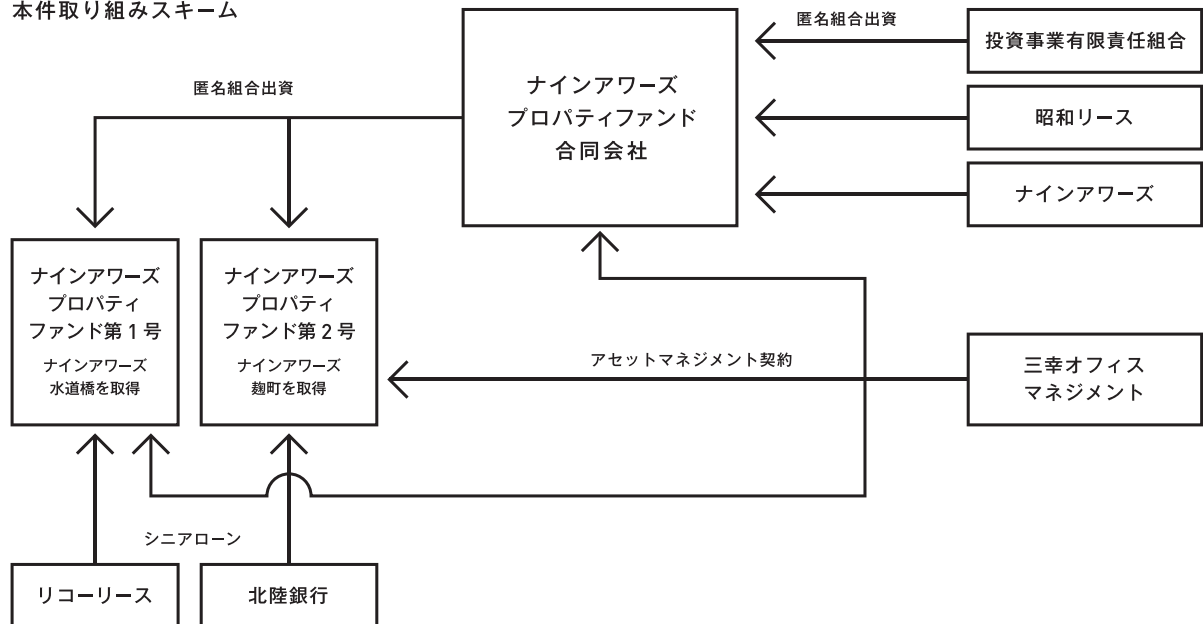 本件取り組みスキーム
匿名組合出資
投資事業有限責任組合
ナインアワーズ
プロパティファンド
合同会社
昭和リース
ナインアワーズ
匿名組合出資
ナインアワーズ
プロパティ
ファンド第1号
ナインアワーズ
水道橋を取得
ナインアワーズ
プロパティ
ファンド第2号
ナインアワーズ
麹町を取得
アセットマネジメント契約
三幸オフィス
マネジメント
シニアローン
リコーリース
北陸銀行